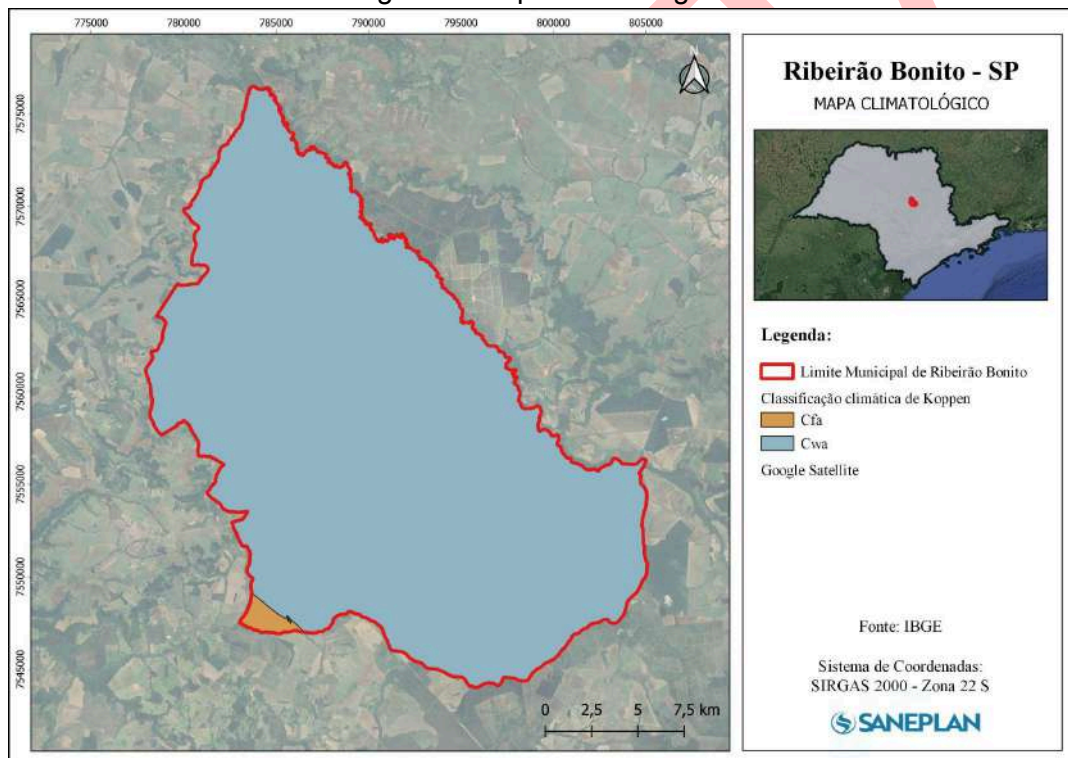 775000 780000 785000 790000 795000 800000 805000
7575000
7570000
7565000
7560000
7555000
7550000
7545000
N
0 2,5 5 7,5 km
Ribeirão Bonito - SP
MAPA CLIMATOLÓGICO
Legenda:
Limite Municipal de Ribeirão Bonito
Classificação climática de Koppen
Cfa
Cwa
Google Satellite
Fonte: IBGE
Sistema de Coordenadas:
SIRGAS 2000 - Zona 22 S
SANEPLAN